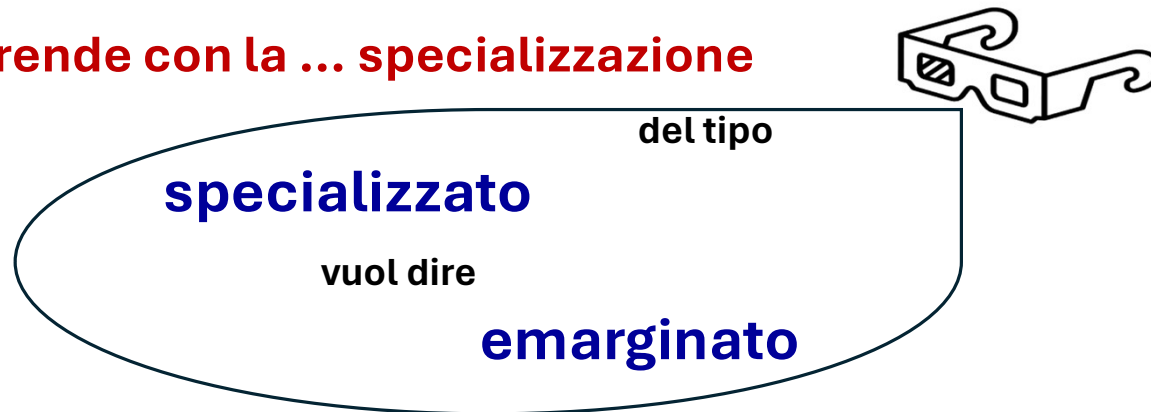 rende con la ... specializzazione
del tipo
specializzato
vuol dire
emarginato